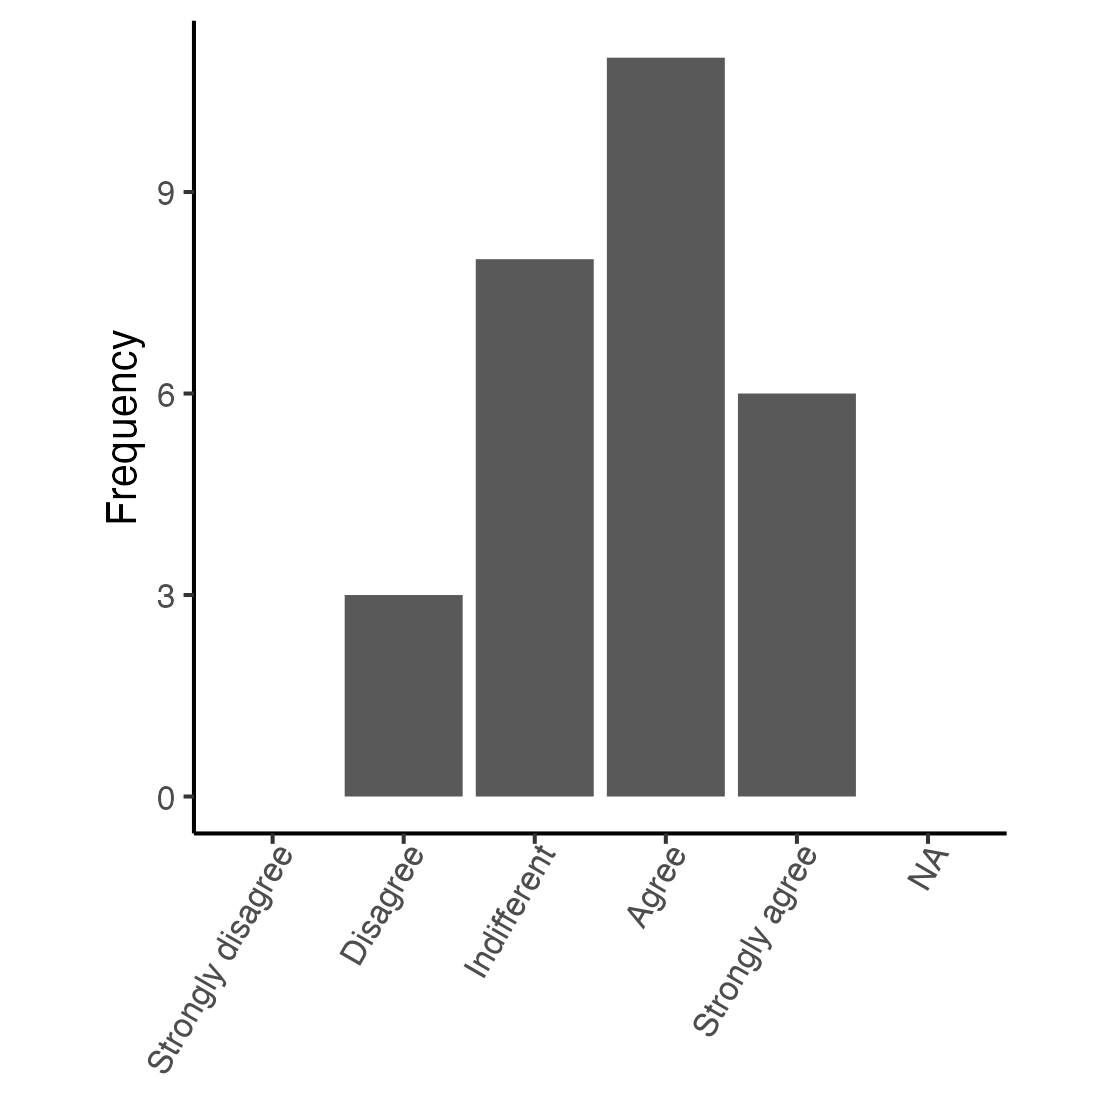 Frequency
9
6
3
0
Strongly disagree
Disagree
Indifferent
Agree
Strongly agree
NA